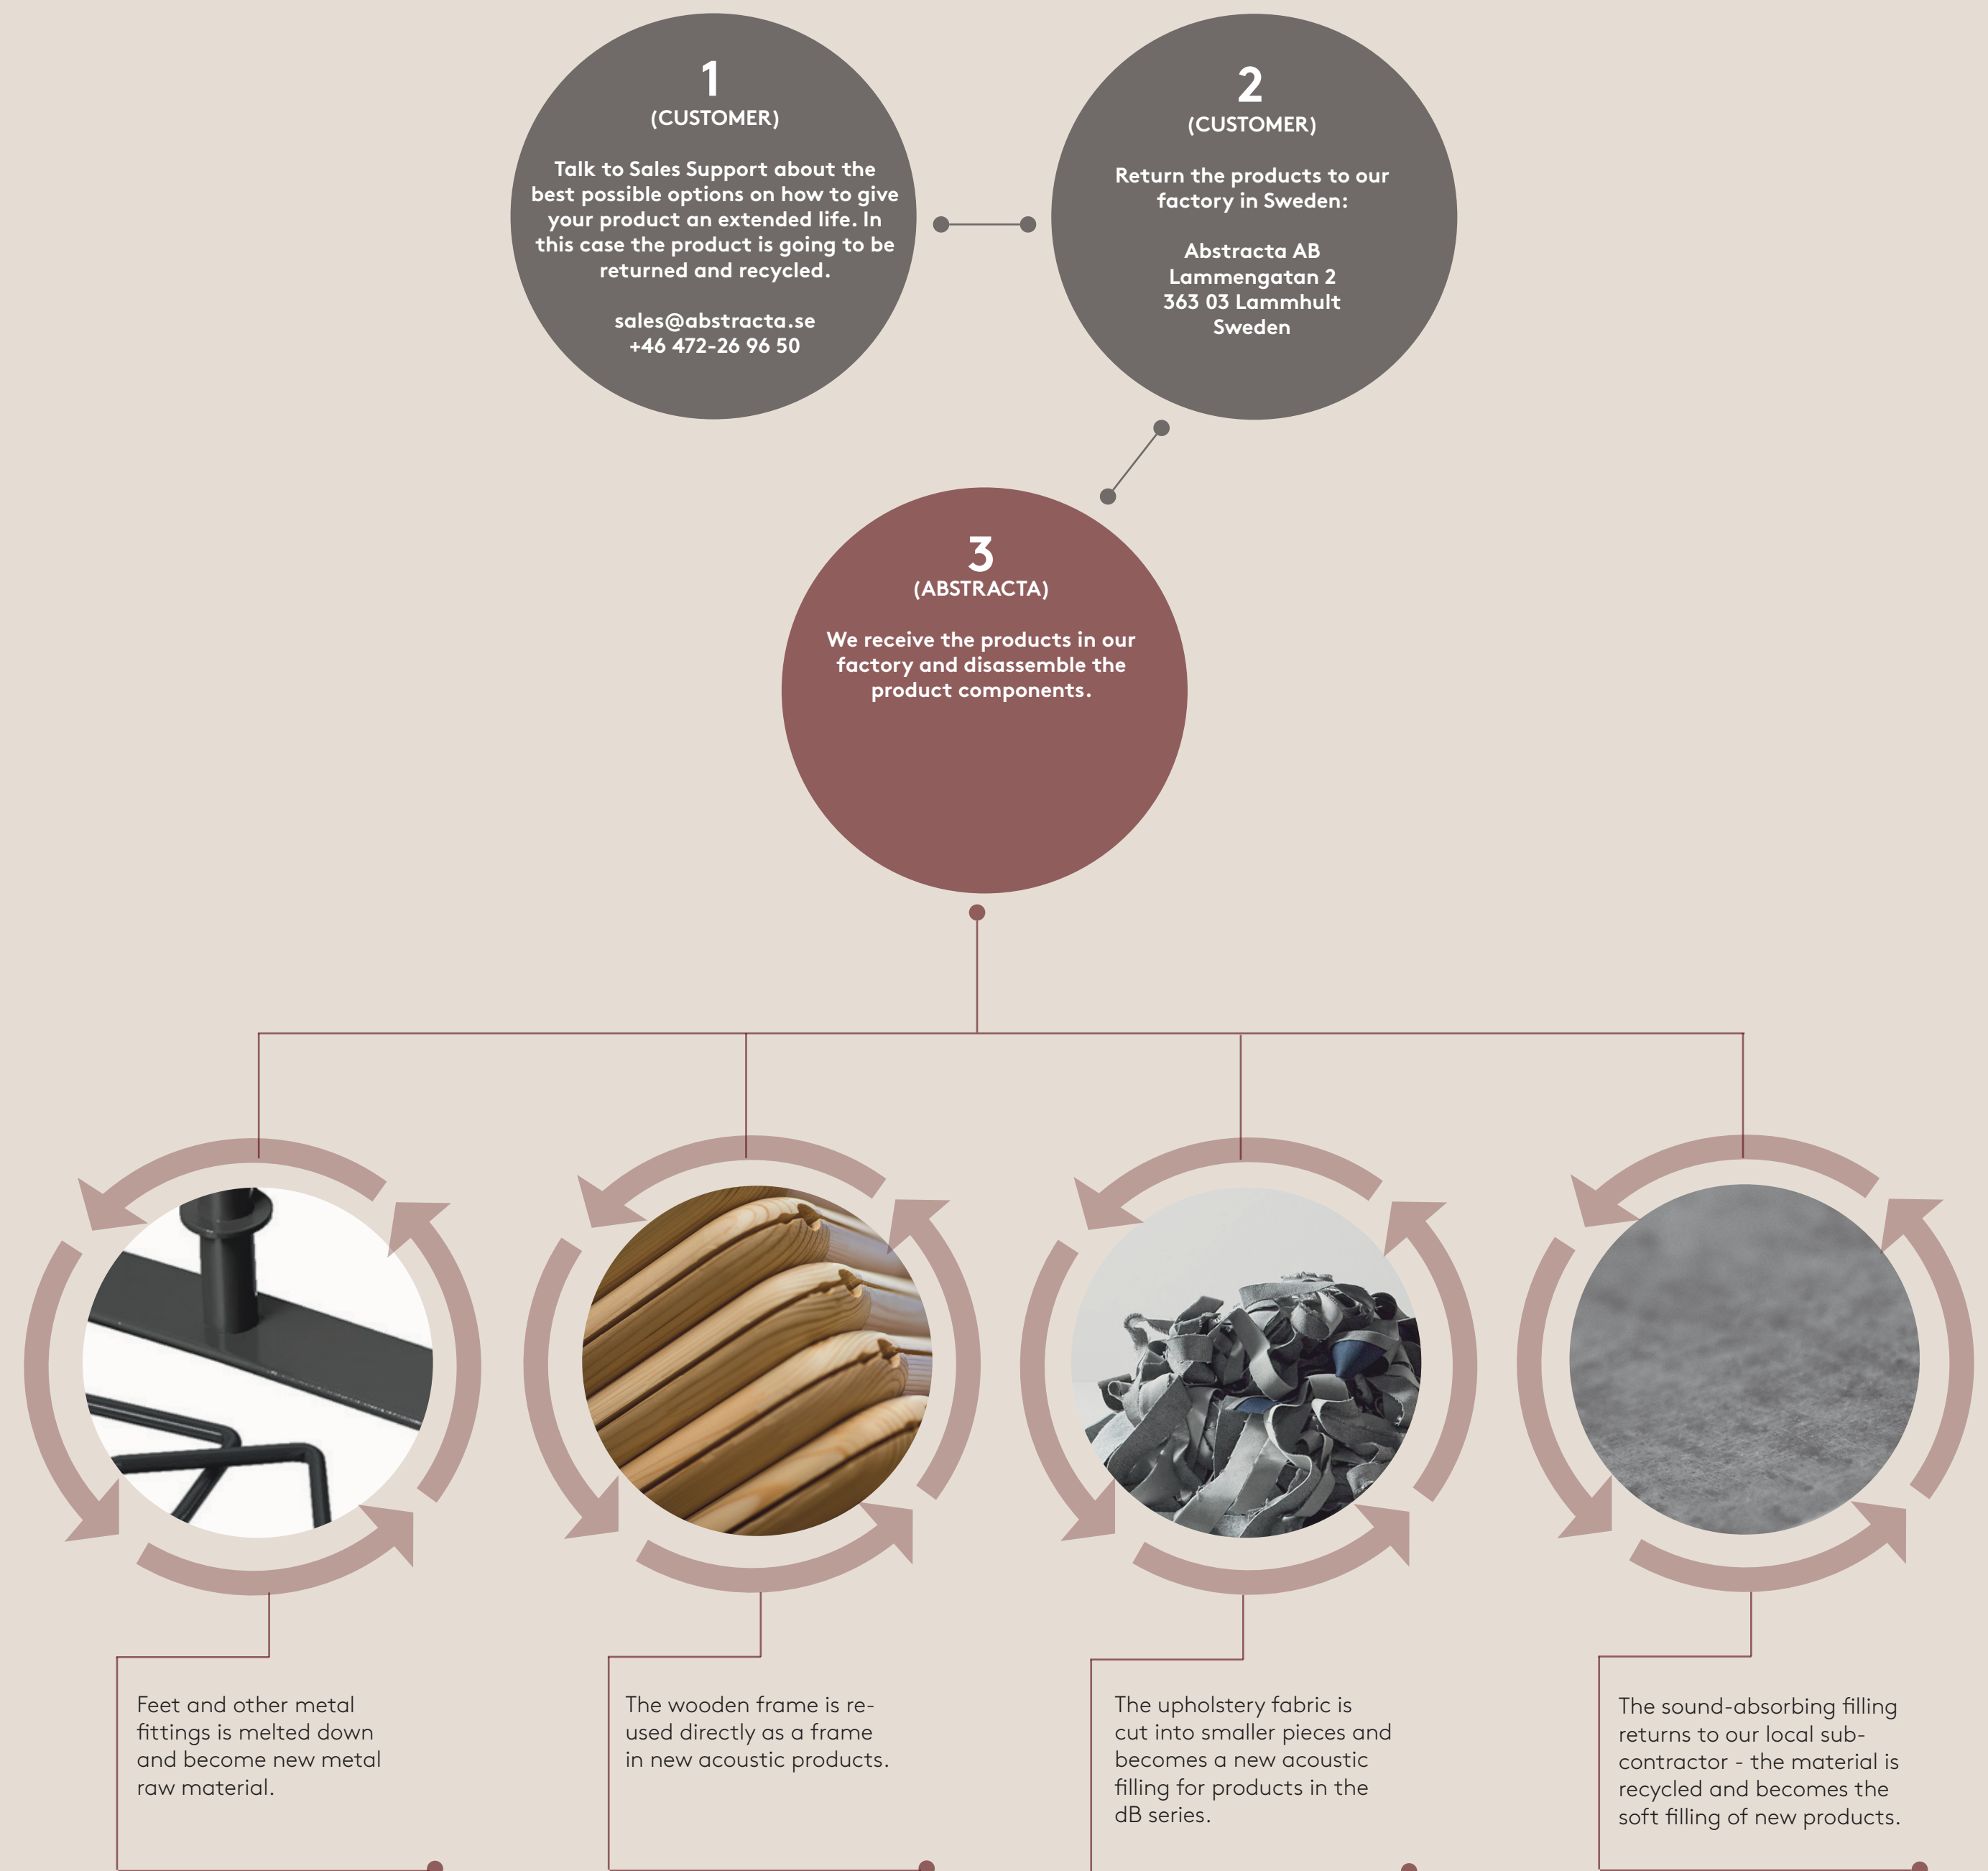 1
(CUSTOMER)
Talk to Sales Support about the
best possible options on how to give
your product an extended life. In
this case the product is going to be
returned and recycled.
sales@abstracta.se
+46 472-26 96 50
2
(CUSTOMER)
Return the products to our
factory in Sweden:
Abstracta AB
Lammengatan 2
363 03 Lammhult
Sweden
3
(ABSTRACTA)
We receive the products in our
factory and disassemble the
product components.
Feet and other metal
fittings is melted down
and become new metal
raw material.
The wooden frame is re-
used directly as a frame
in new acoustic products.
The upholstery fabric is
cut into smaller pieces and
becomes a new acoustic
filling for products in the
dB series.
The sound-absorbing filling
returns to our local sub-
contractor - the material is
recycled and becomes the
soft filling of new products.